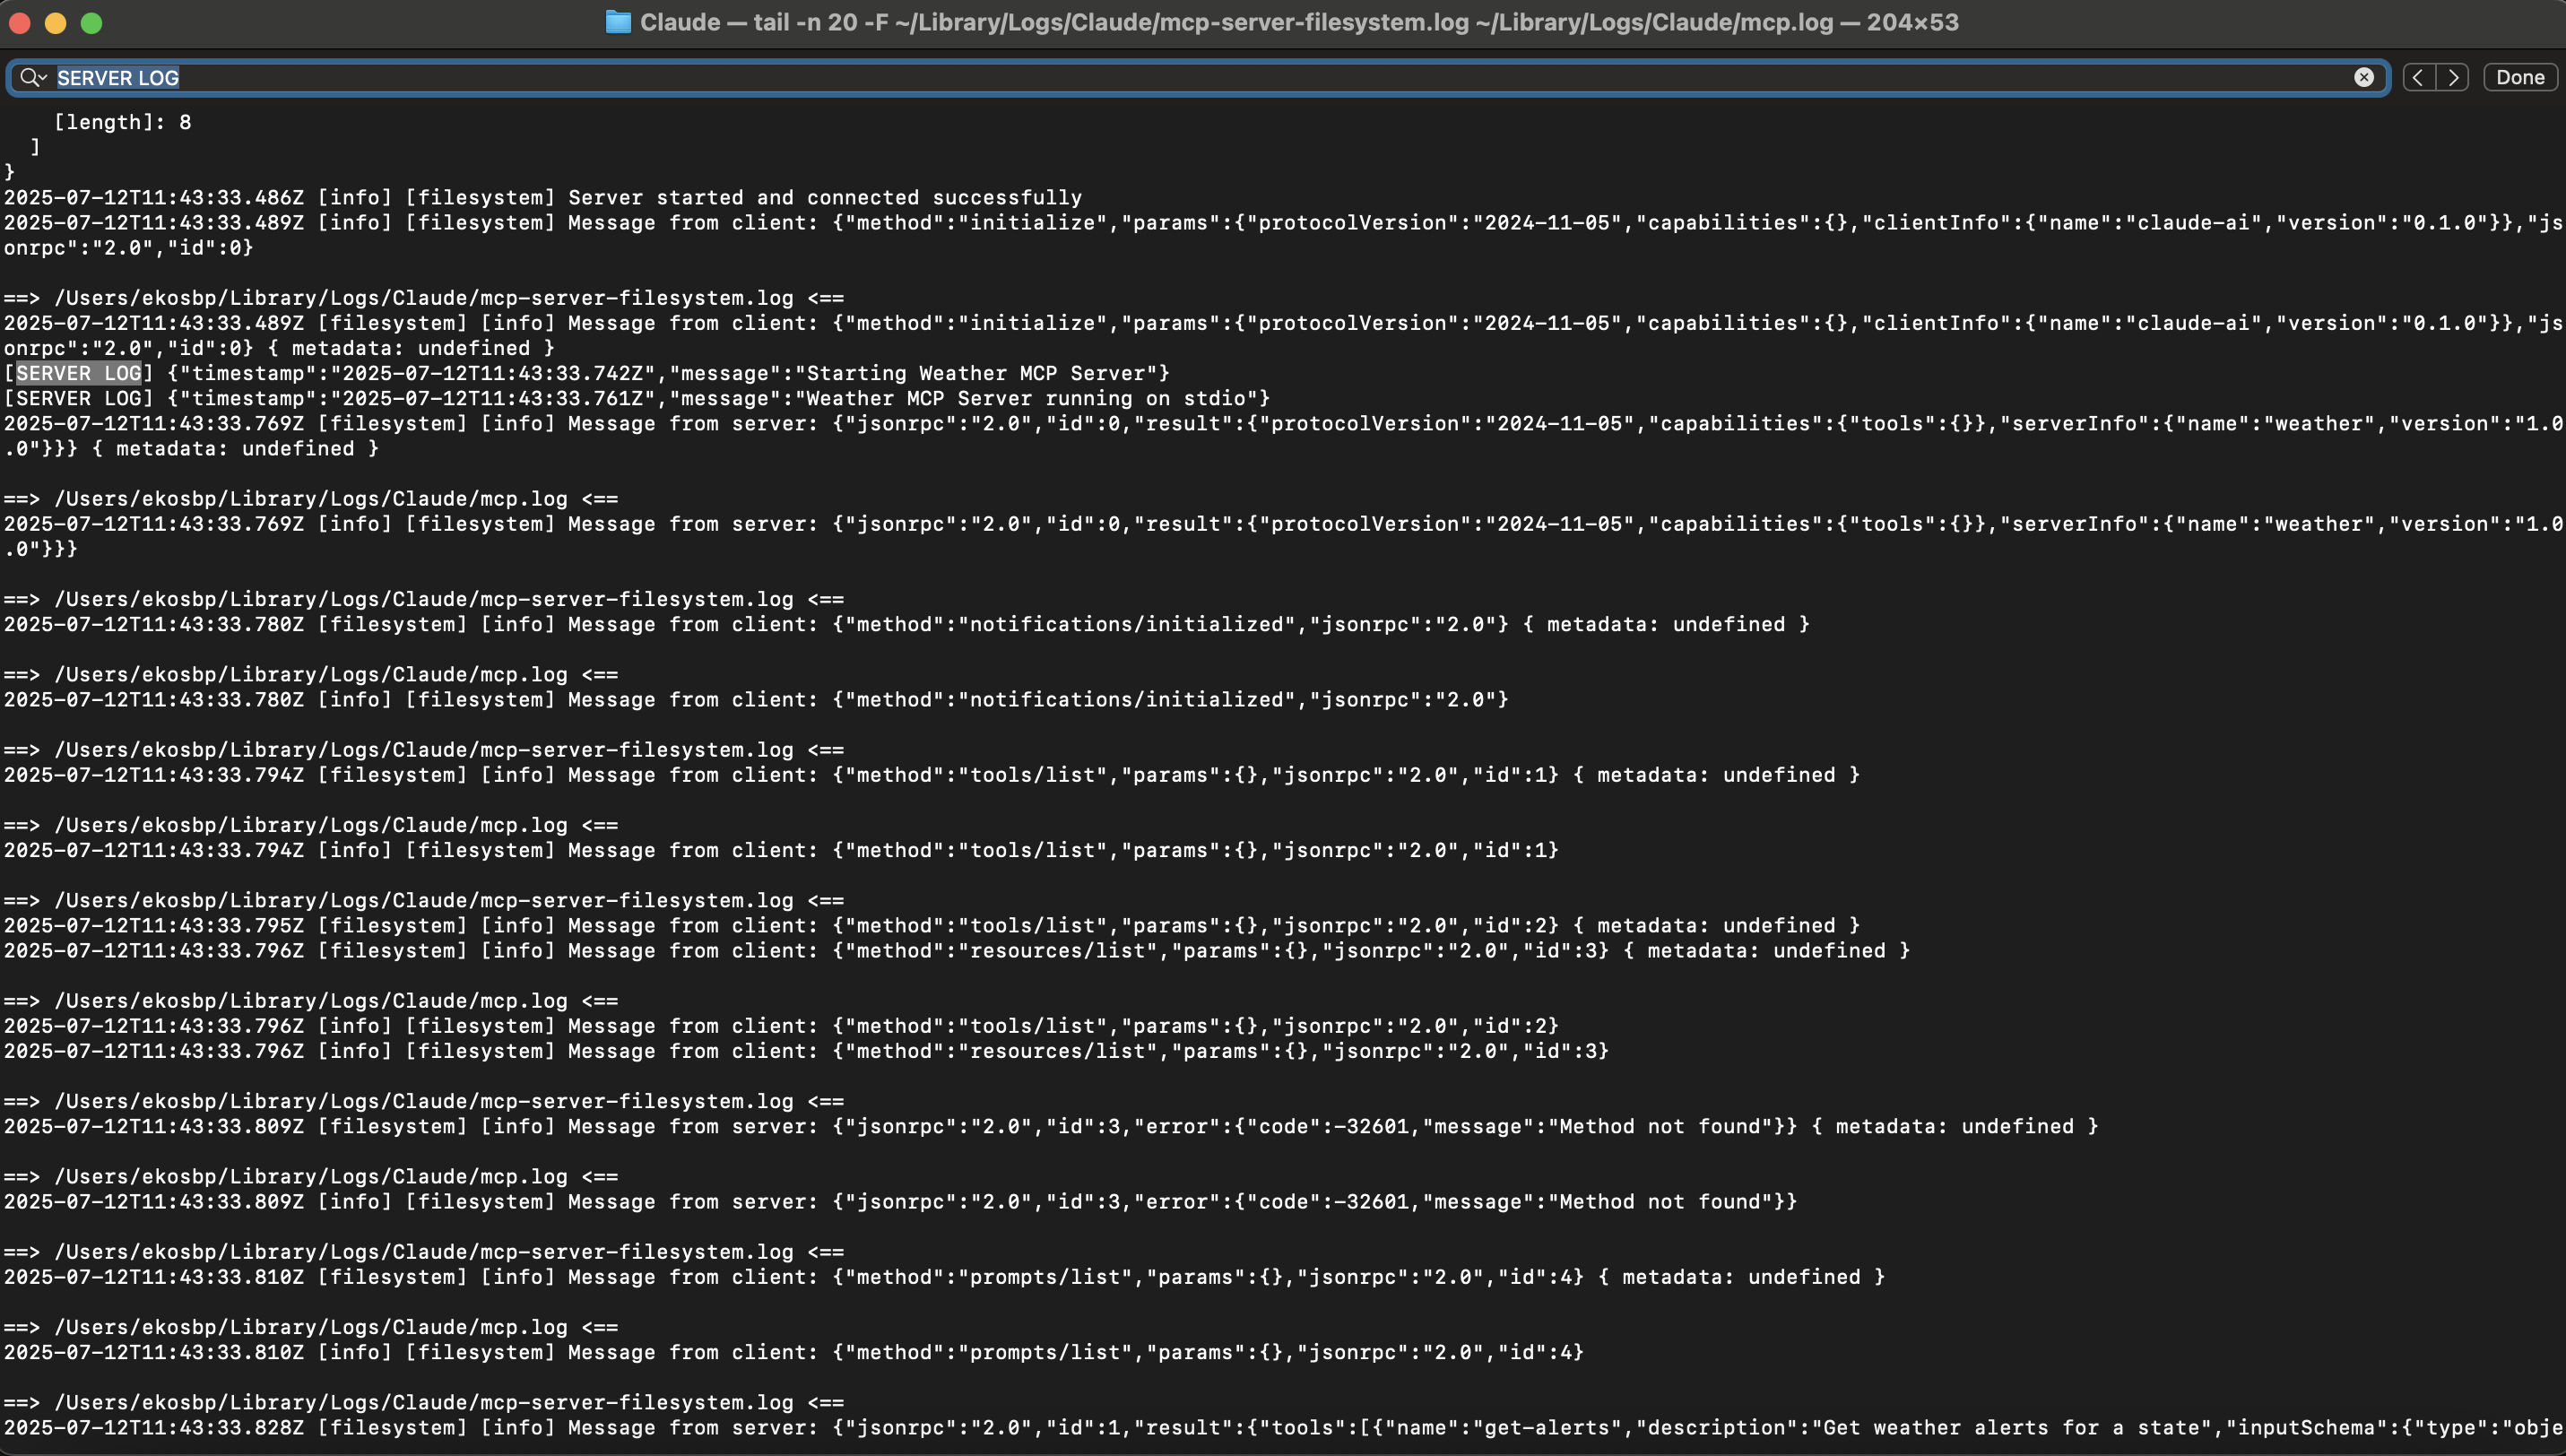 Claude — tail -n 20 -F ~/Library/Logs/Claude/mcp-server-filesystem.log ~/Library/Logs/Claude/mcp.log — 204×53
SERVER LOG
Done
    [length]: 8
  ]
}
2025-07-12T11:43:33.486Z [info] [filesystem] Server started and connected successfully
2025-07-12T11:43:33.489Z [info] [filesystem] Message from client: {"method":"initialize","params":{"protocolVersion":"2024-11-05","capabilities":{},"clientInfo":{"name":"claude-ai","version":"0.1.0"}},"js
onrpc":"2.0","id":0}
==> /Users/ekosbp/Library/Logs/Claude/mcp-server-filesystem.log <==
2025-07-12T11:43:33.489Z [filesystem] [info] Message from client: {"method":"initialize","params":{"protocolVersion":"2024-11-05","capabilities":{},"clientInfo":{"name":"claude-ai","version":"0.1.0"}},"js
onrpc":"2.0","id":0} { metadata: undefined }
[SERVER LOG] {"timestamp":"2025-07-12T11:43:33.742Z","message":"Starting Weather MCP Server"}
[SERVER LOG] {"timestamp":"2025-07-12T11:43:33.761Z","message":"Weather MCP Server running on stdio"}
2025-07-12T11:43:33.769Z [filesystem] [info] Message from server: {"jsonrpc":"2.0","id":0,"result":{"protocolVersion":"2024-11-05","capabilities":{"tools":{}},"serverInfo":{"name":"weather","version":"1.0
.0"}}} { metadata: undefined }
==> /Users/ekosbp/Library/Logs/Claude/mcp.log <==
2025-07-12T11:43:33.769Z [info] [filesystem] Message from server: {"jsonrpc":"2.0","id":0,"result":{"protocolVersion":"2024-11-05","capabilities":{"tools":{}},"serverInfo":{"name":"weather","version":"1.0
.0"}}}
==> /Users/ekosbp/Library/Logs/Claude/mcp-server-filesystem.log <==
2025-07-12T11:43:33.780Z [filesystem] [info] Message from client: {"method":"notifications/initialized","jsonrpc":"2.0"} { metadata: undefined }
==> /Users/ekosbp/Library/Logs/Claude/mcp.log <==
2025-07-12T11:43:33.780Z [info] [filesystem] Message from client: {"method":"notifications/initialized","jsonrpc":"2.0"}
==> /Users/ekosbp/Library/Logs/Claude/mcp-server-filesystem.log <==
2025-07-12T11:43:33.794Z [filesystem] [info] Message from client: {"method":"tools/list","params":{},"jsonrpc":"2.0","id":1} { metadata: undefined }
==> /Users/ekosbp/Library/Logs/Claude/mcp.log <==
2025-07-12T11:43:33.794Z [info] [filesystem] Message from client: {"method":"tools/list","params":{},"jsonrpc":"2.0","id":1}
==> /Users/ekosbp/Library/Logs/Claude/mcp-server-filesystem.log <==
2025-07-12T11:43:33.795Z [filesystem] [info] Message from client: {"method":"tools/list","params":{},"jsonrpc":"2.0","id":2} { metadata: undefined }
2025-07-12T11:43:33.796Z [filesystem] [info] Message from client: {"method":"resources/list","params":{},"jsonrpc":"2.0","id":3} { metadata: undefined }
==> /Users/ekosbp/Library/Logs/Claude/mcp.log <==
2025-07-12T11:43:33.796Z [info] [filesystem] Message from client: {"method":"tools/list","params":{},"jsonrpc":"2.0","id":2}
2025-07-12T11:43:33.796Z [info] [filesystem] Message from client: {"method":"resources/list","params":{},"jsonrpc":"2.0","id":3}
==> /Users/ekosbp/Library/Logs/Claude/mcp-server-filesystem.log <==
2025-07-12T11:43:33.809Z [filesystem] [info] Message from server: {"jsonrpc":"2.0","id":3,"error":{"code":-32601,"message":"Method not found"}} { metadata: undefined }
==> /Users/ekosbp/Library/Logs/Claude/mcp.log <==
2025-07-12T11:43:33.809Z [info] [filesystem] Message from server: {"jsonrpc":"2.0","id":3,"error":{"code":-32601,"message":"Method not found"}}
==> /Users/ekosbp/Library/Logs/Claude/mcp-server-filesystem.log <==
2025-07-12T11:43:33.810Z [filesystem] [info] Message from client: {"method":"prompts/list","params":{},"jsonrpc":"2.0","id":4} { metadata: undefined }
==> /Users/ekosbp/Library/Logs/Claude/mcp.log <==
2025-07-12T11:43:33.810Z [info] [filesystem] Message from client: {"method":"prompts/list","params":{},"jsonrpc":"2.0","id":4}
==> /Users/ekosbp/Library/Logs/Claude/mcp-server-filesystem.log <==
2025-07-12T11:43:33.828Z [filesystem] [info] Message from server: {"jsonrpc":"2.0","id":1,"result":{"tools":[{"name":"get-alerts","description":"Get weather alerts for a state","inputSchema":{"type":"obje